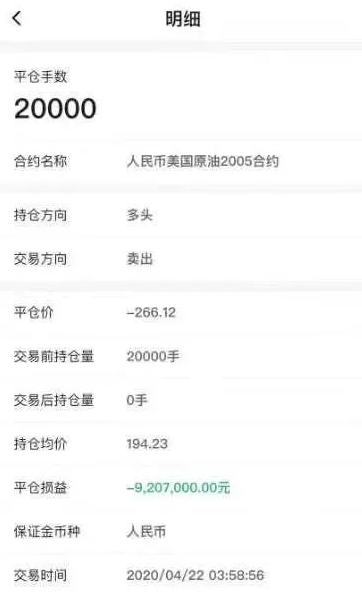 明细
平仓手数
20000
合约名称 人民币美国原油2005合约
持仓方向 多头
交易方向 卖出
平仓价 -266.12
交易前持仓量 20000手
交易后持仓量 0手
持仓均价 194.23
平仓损益 -9,207,000.00元
保证金币种 人民币
交易时间 2020/04/22 03:58:56